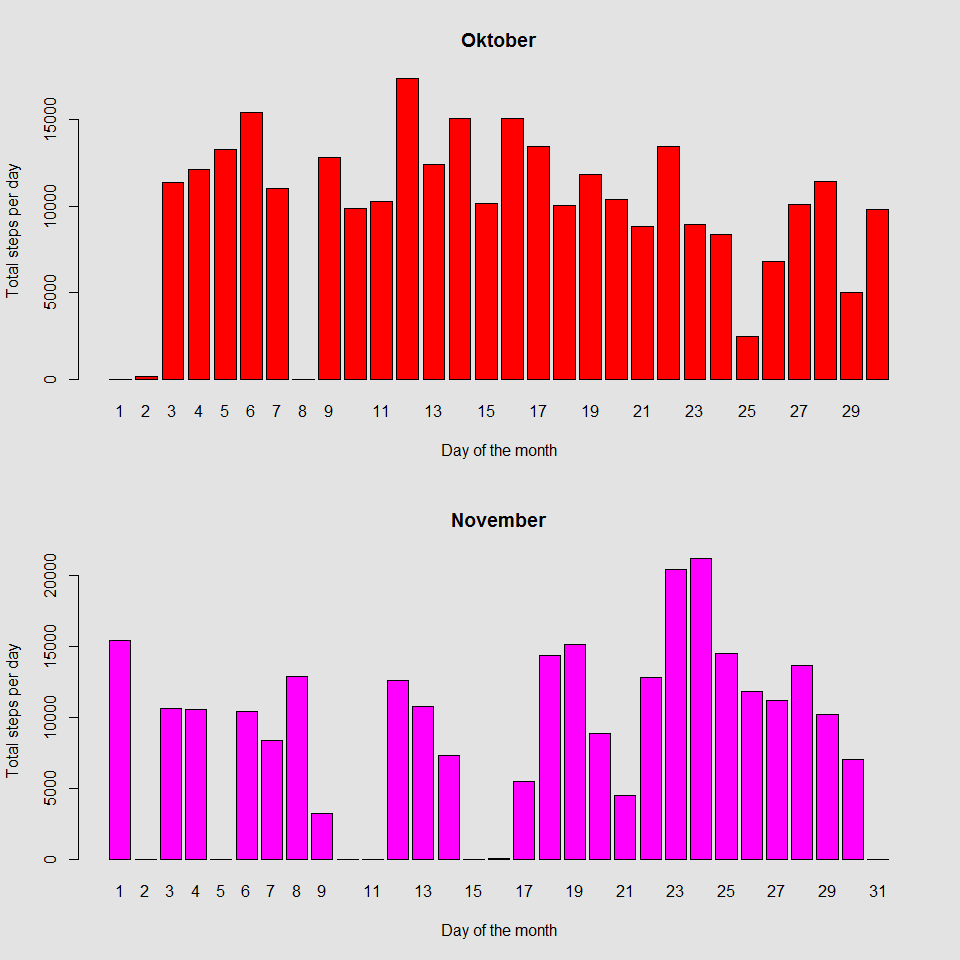 Oktober
Total steps per day
15000
10000
5000
0
1 2 3 4 5 6 7 8 9 11 13 15 17 19 21 23 25 27 29
Day of the month
November
Total steps per day
20000
15000
10000
5000
0
1 2 3 4 5 6 7 8 9 11 13 15 17 19 21 23 25 27 29 31
Day of the month